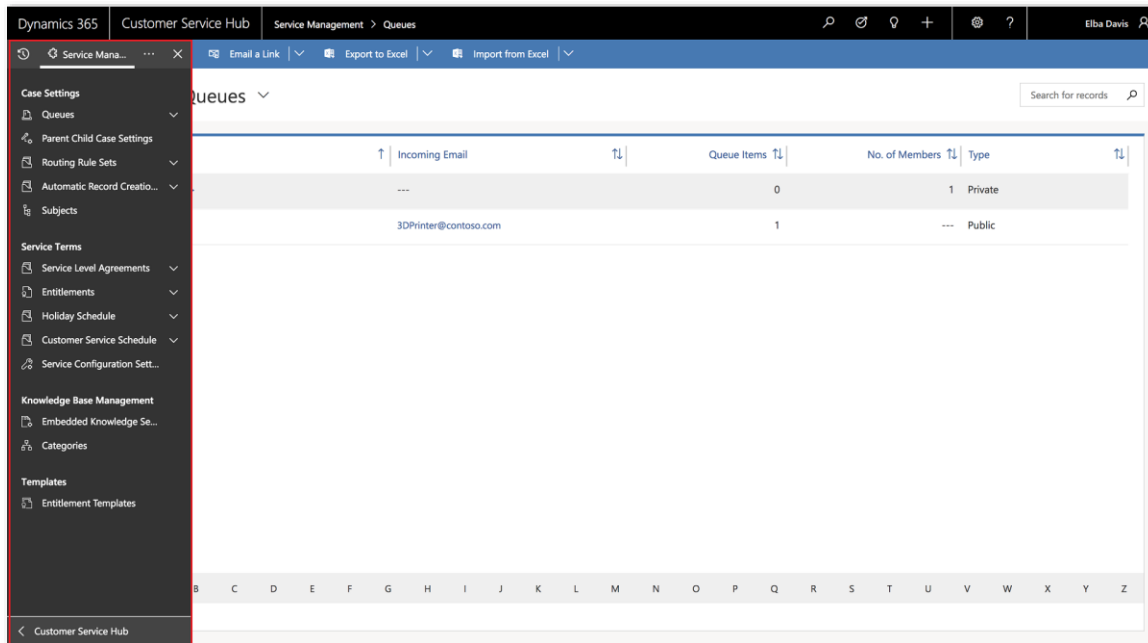 Dynamics 365 Customer Service Hub Service Management > Queues Elba Davis
Service Mana... ··· Email a Link Export to Excel Import from Excel
Case Settings
Queues
Parent Child Case Settings
Routing Rule Sets
Automatic Record Creatio...
Subjects
Service Terms
Service Level Agreements
Entitlements
Holiday Schedule
Customer Service Schedule
Service Configuration Sett...
Knowledge Base Management
Embedded Knowledge Se...
Categories
Templates
Entitlement Templates
Customer Service Hub
Queues Search for records
Incoming Email Queue Items No. of Members Type
--- 0 1 Private
3DPrinter@contoso.com 1 --- Public
B C D E F G H I J K L M N O P Q R S T U V W X Y Z